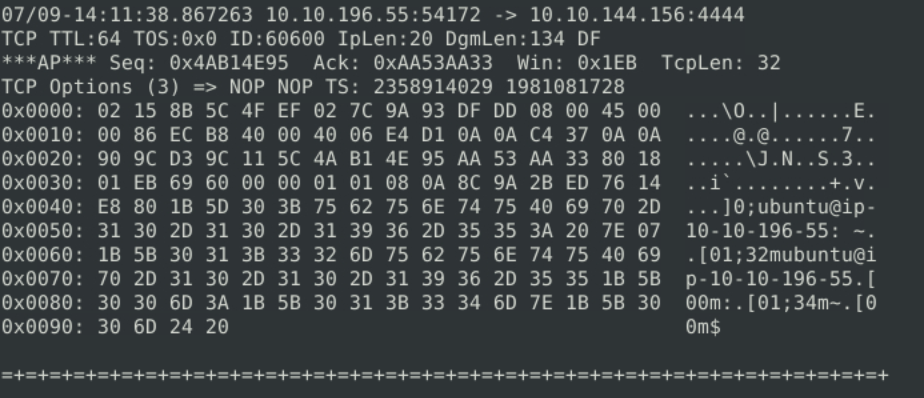 07/09-14:11:38.867263 10.10.196.55:54172 -> 10.10.144.156:4444
TCP TTL:64 TOS:0x0 ID:60600 IpLen:20 DgmLen:134 DF
***AP*** Seq: 0x4AB14E95  Ack: 0xAA53AA33  Win: 0x1EB  TcpLen: 32
TCP Options (3) => NOP NOP TS: 2358914029 1981081728
0x0000: 02 15 8B 5C 4F EF 02 7C 9A 93 DF DD 08 00 45 00  ...\O..|......E.
0x0010: 00 86 EC B8 40 00 40 06 E4 D1 0A 0A C4 37 0A 0A  ....@.@......7..
0x0020: 90 9C D3 9C 11 5C 4A B1 4E 95 AA 53 AA 33 80 18  .....\J.N..S.3..
0x0030: 01 EB 69 60 00 00 01 01 08 0A 8C 9A 2B ED 76 14  ..i`........+.v.
0x0040: E8 80 1B 5D 30 3B 75 62 75 6E 74 75 40 69 70 2D  ...]0;ubuntu@ip-
0x0050: 31 30 2D 31 30 2D 31 39 36 2D 35 35 3A 20 7E 07  10-10-196-55: ~.
0x0060: 1B 5B 30 31 3B 33 32 6D 75 62 75 6E 74 75 40 69  .[01;32mubuntu@i
0x0070: 70 2D 31 30 2D 31 30 2D 31 39 36 2D 35 35 1B 5B  p-10-10-196-55.[
0x0080: 30 30 6D 3A 1B 5B 30 31 3B 33 34 6D 7E 1B 5B 30  00m:.[01;34m~.[0
0x0090: 30 6D 24 20                                      0m$
=+=+=+=+=+=+=+=+=+=+=+=+=+=+=+=+=+=+=+=+=+=+=+=+=+=+=+=+=+=+=+=+=+=+=+=+=+